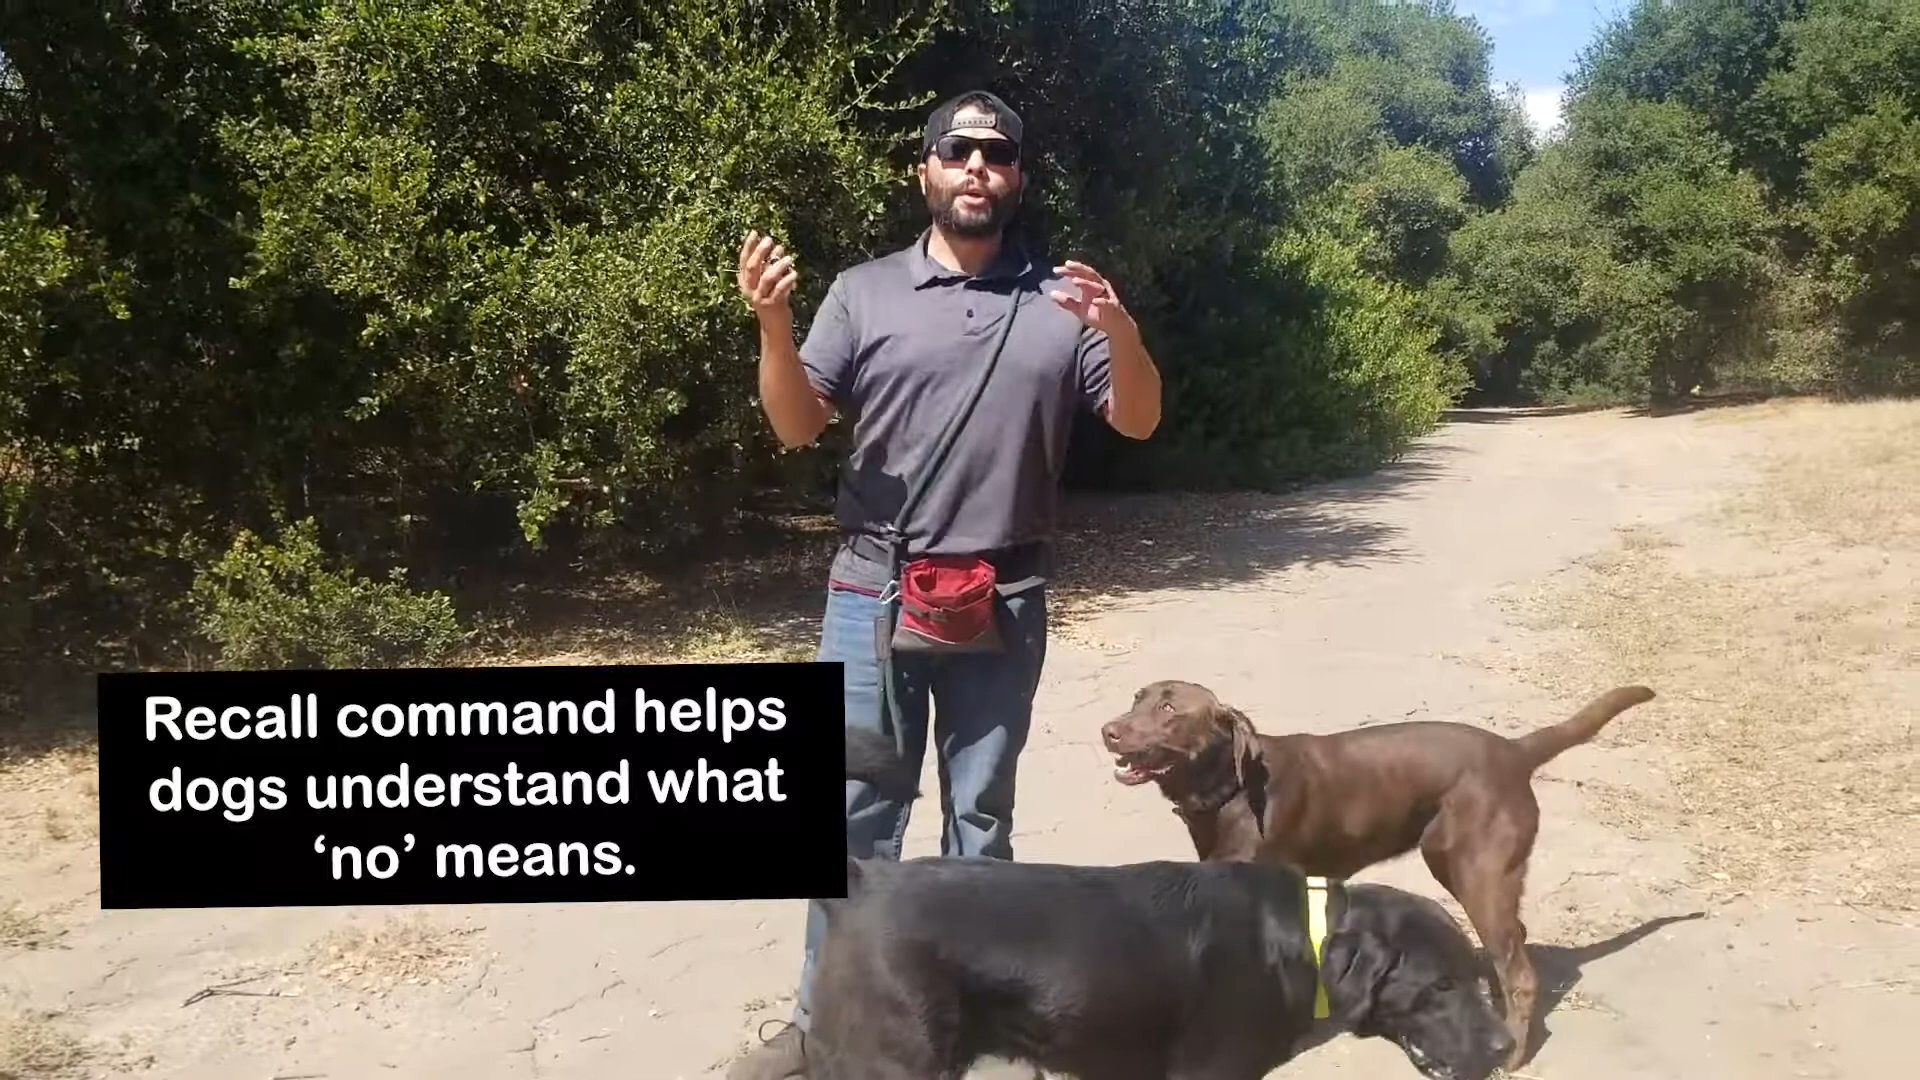 Recall command helps
dogs understand what
‘no’ means.